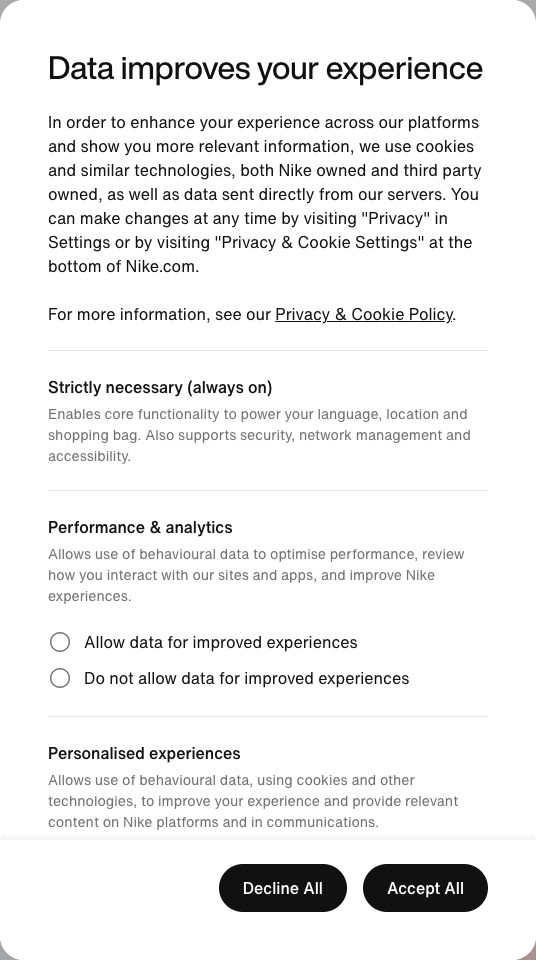 Data improves your experience
In order to enhance your experience across our platforms
and show you more relevant information, we use cookies
and similar technologies, both Nike owned and third party
owned, as well as data sent directly from our servers. You
can make changes at any time by visiting "Privacy" in
Settings or by visiting "Privacy & Cookie Settings" at the
bottom of Nike.com.
For more information, see our Privacy & Cookie Policy.
Strictly necessary (always on)
Enables core functionality to power your language, location and
shopping bag. Also supports security, network management and
accessibility.
Performance & analytics
Allows use of behavioural data to optimise performance, review
how you interact with our sites and apps, and improve Nike
experiences.
Allow data for improved experiences
Do not allow data for improved experiences
Personalised experiences
Allows use of behavioural data, using cookies and other
technologies, to improve your experience and provide relevant
content on Nike platforms and in communications.
Decline All
Accept All